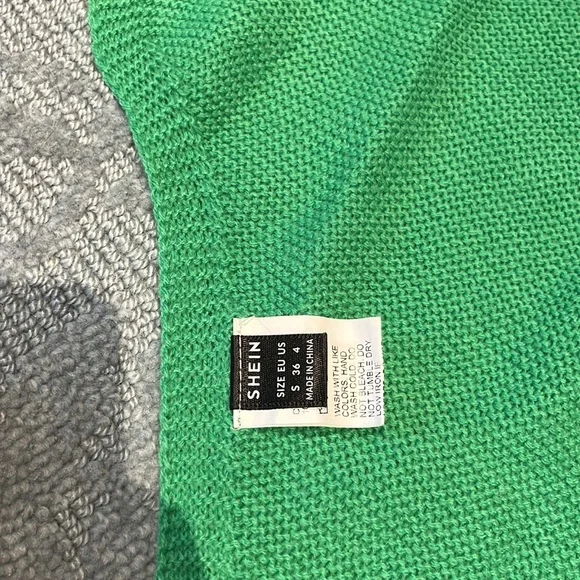 SHEIN
SIZE EU US
S 36 4
MADE IN CHINA
WASH WITH LIKE
COLORS, HAND
WASH COLD, DO
NOT BLEACH, DO
NOT TUMBLE DRY
LOW IRON